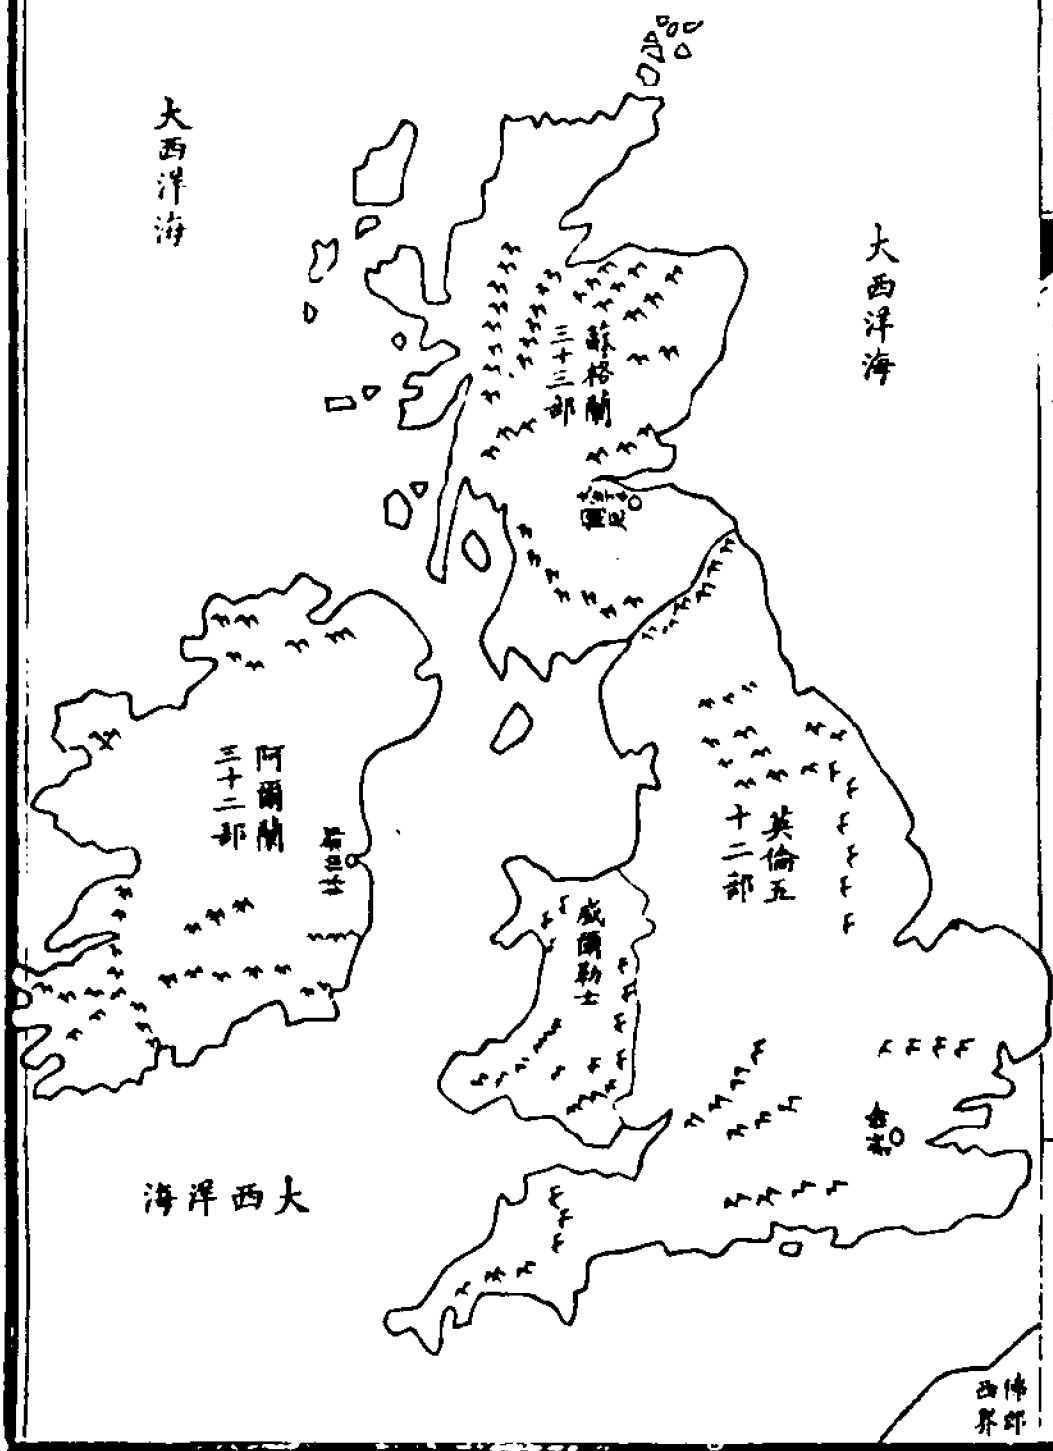 大西洋海
大西洋海
蘇格蘭
三十三部
阿爾蘭
三十二部
英倫五
十二部
威爾勒士
大西洋海
佛郎
西界